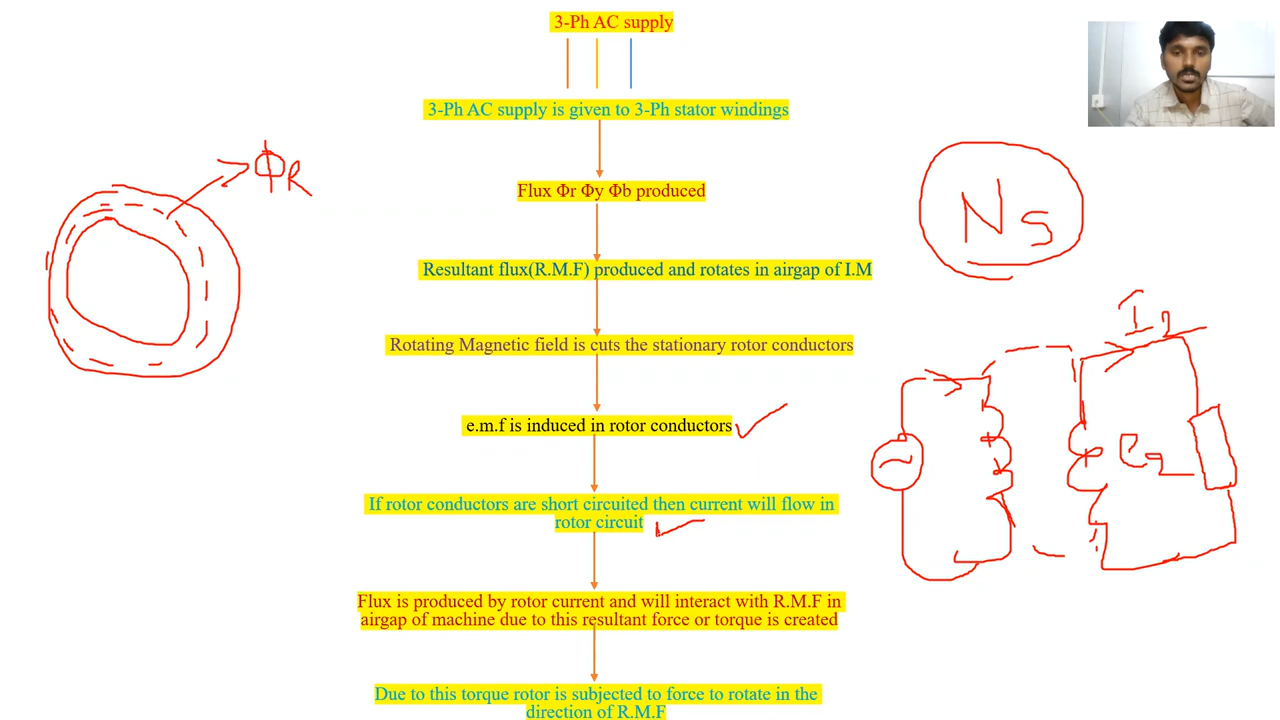 3-Ph AC supply
3-Ph AC supply is given to 3-Ph stator windings
Flux Φr Φy Φb produced
Resultant flux(R.M.F) produced and rotates in airgap of I.M
Rotating Magnetic field is cuts the stationary rotor conductors
e.m.f is induced in rotor conductors
If rotor conductors are short circuited then current will flow in
rotor circuit
Flux is produced by rotor current and will interact with R.M.F in
airgap of machine due to this resultant force or torque is created
Due to this torque rotor is subjected to force to rotate in the
direction of R.M.F
ΦR
Ns
I2
e2